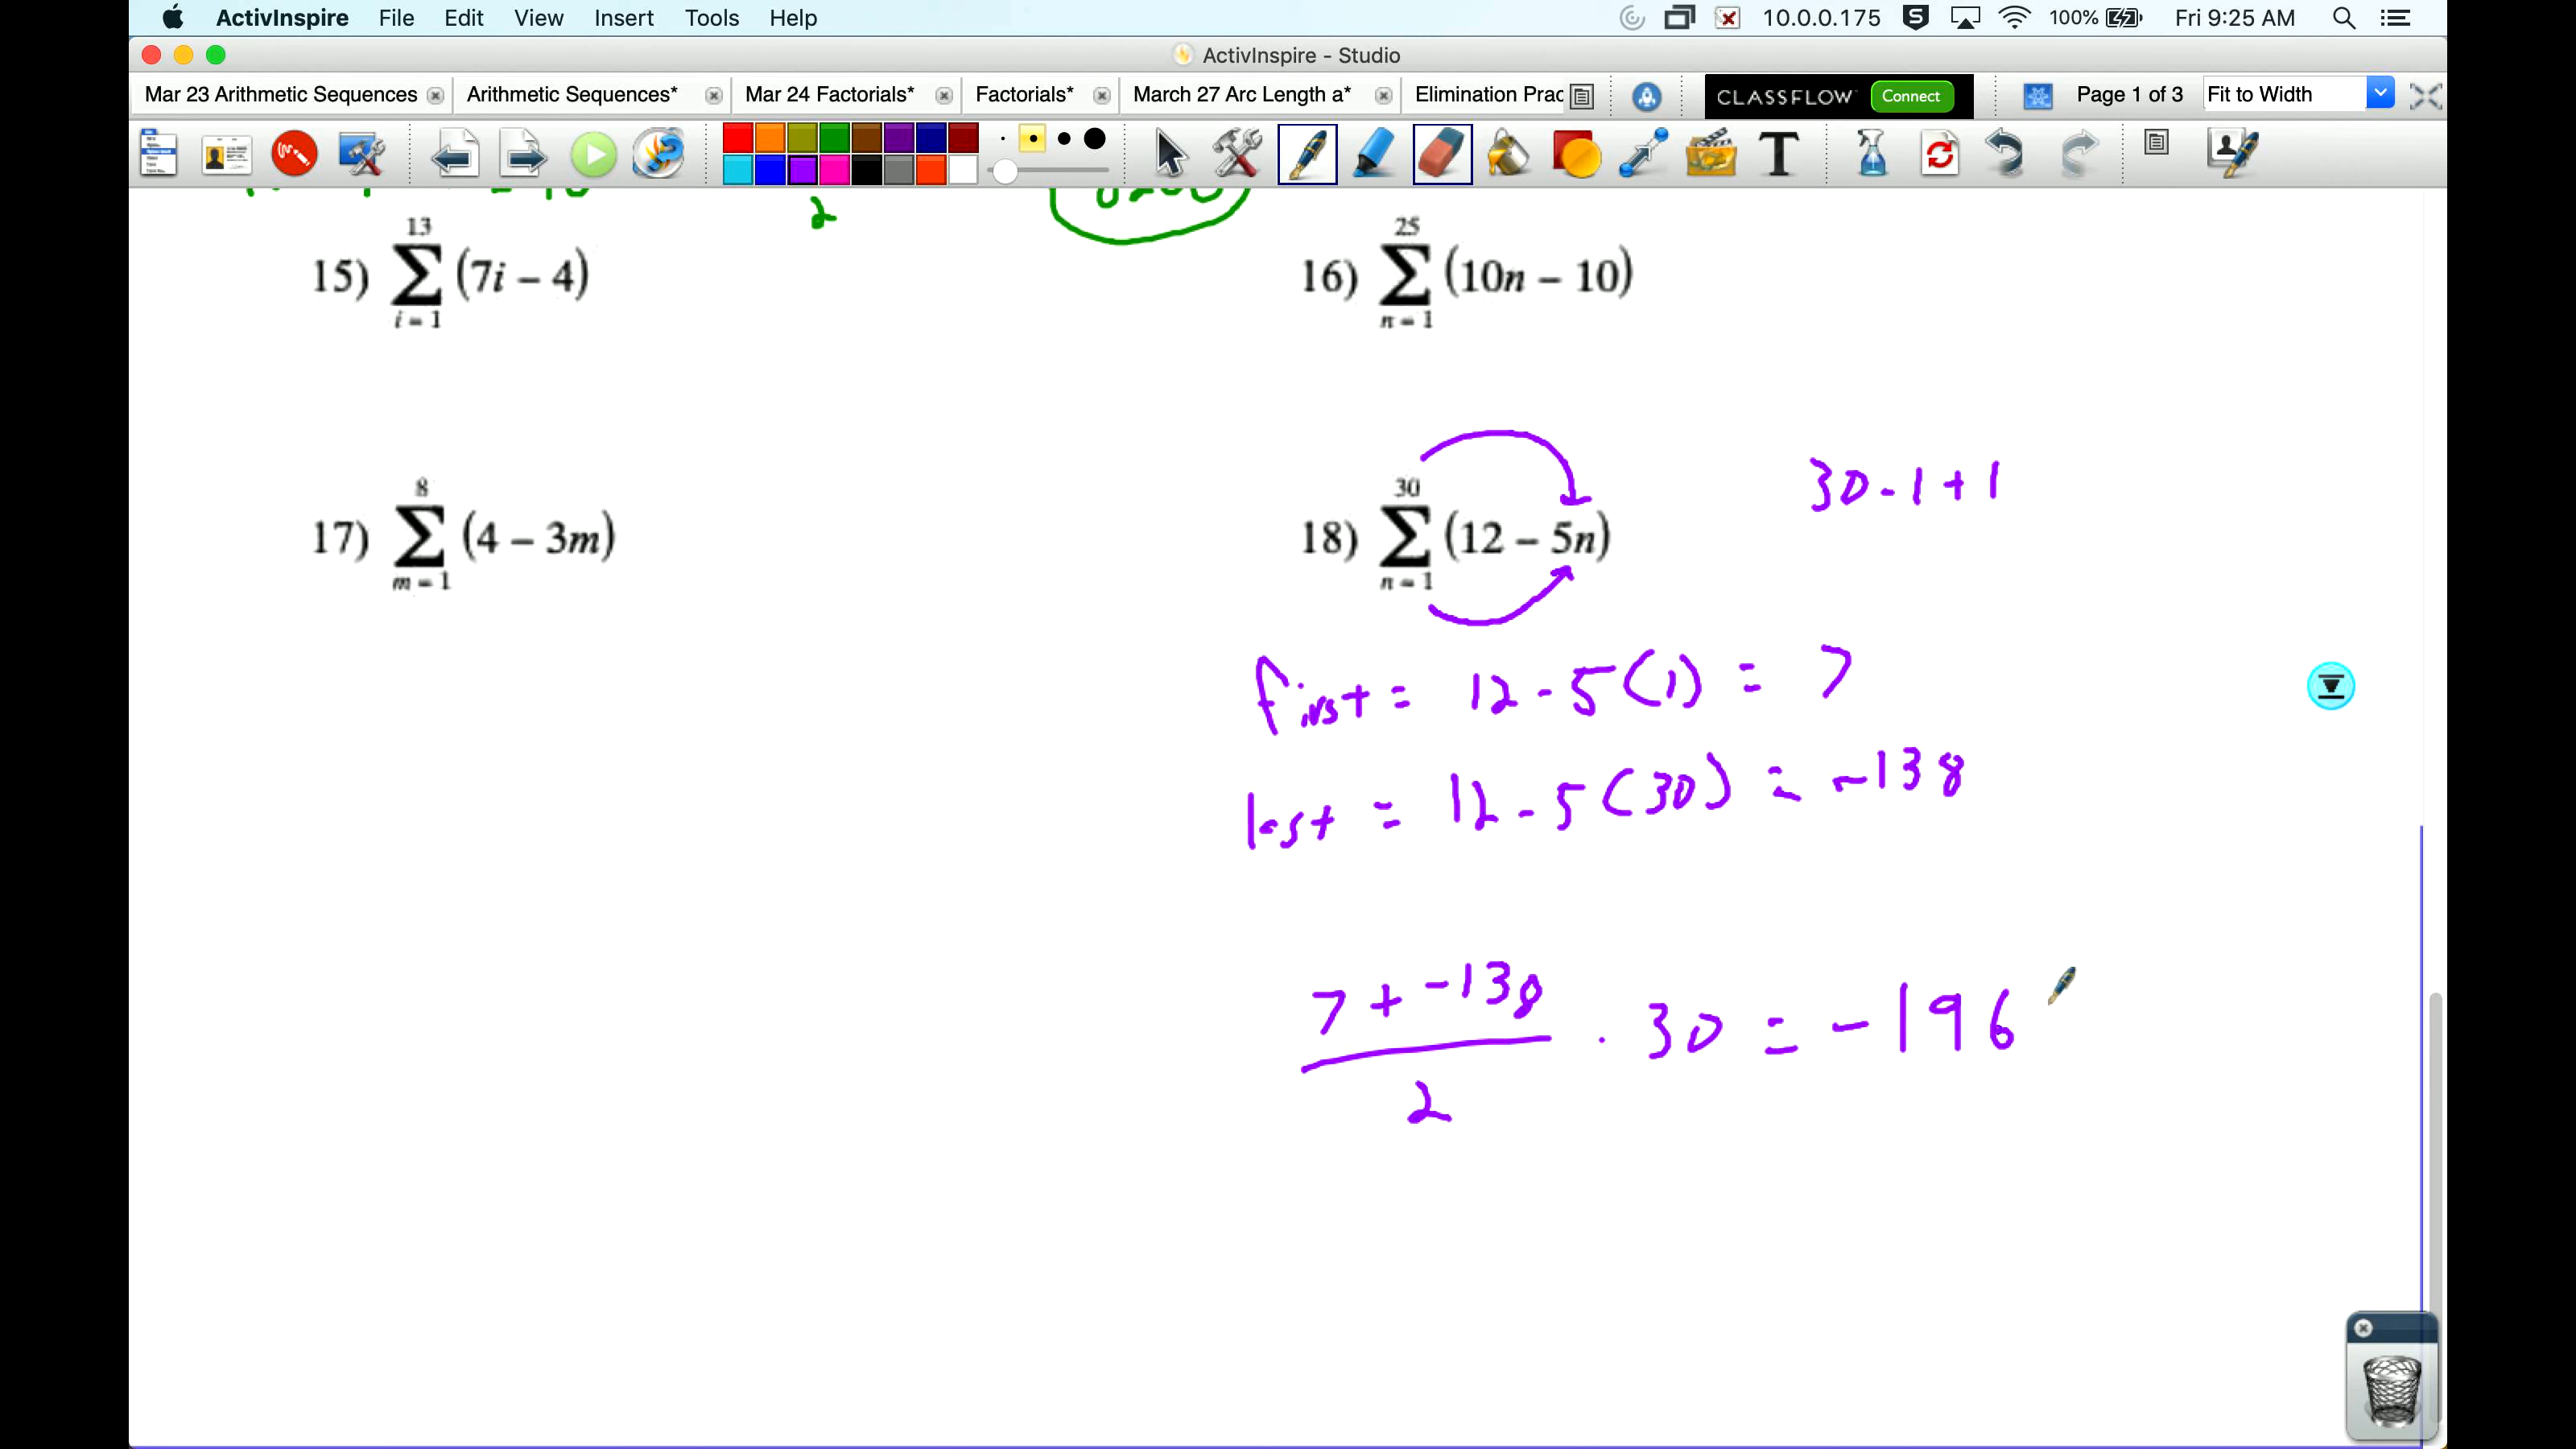 ActivInspire File Edit View Insert Tools Help 10.0.0.175 100% Fri 9:25 AM
ActivInspire - Studio
Mar 23 Arithmetic Sequences Arithmetic Sequences* Mar 24 Factorials* Factorials* March 27 Arc Length a* Elimination Prac CLASSFLOW Connect Page 1 of 3 Fit to Width
2
15) 13 ∑ i = 1 (7i – 4)
16) 25 ∑ n = 1 (10n – 10)
17) 8 ∑ m = 1 (4 – 3m)
18) 30 ∑ n = 1 (12 – 5n)
30 - 1 + 1
first = 12 - 5(1) = 7
last = 12 - 5(30) = -138
7 + -138
2
· 30 = -196